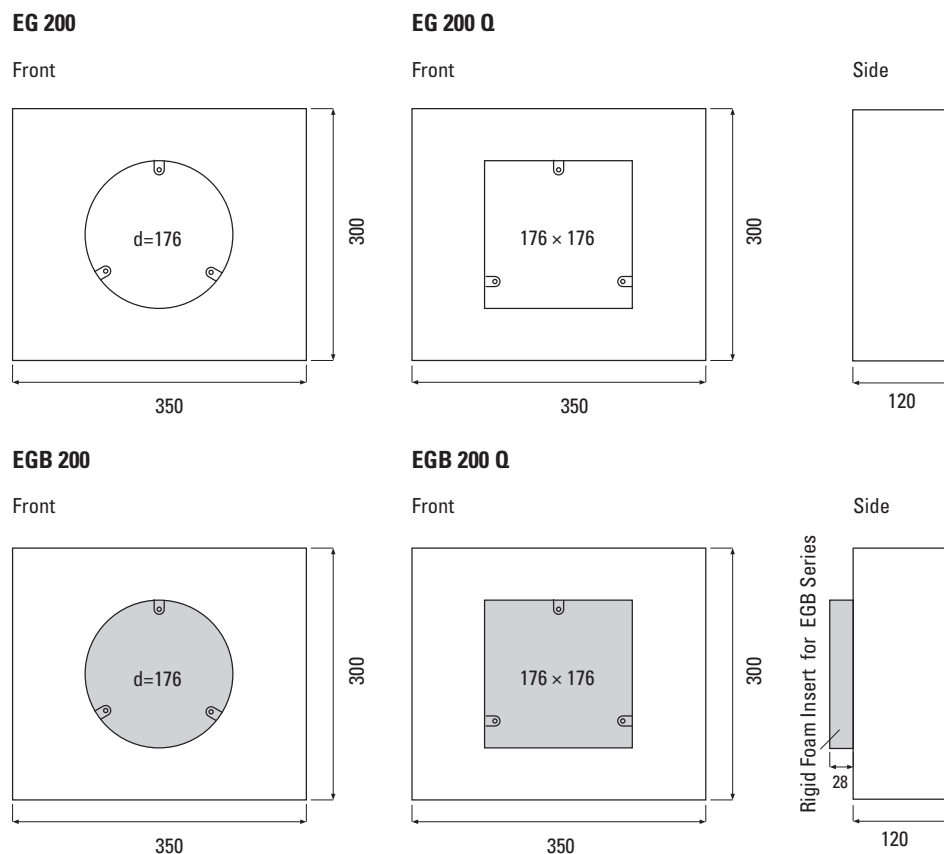 EG 200
EG 200 Q
Front
Front
Side
d=176
300
176 × 176
300
350
350
120
EGB 200
EGB 200 Q
Front
Front
Side
d=176
300
176 × 176
300
Rigid Foam Insert for EGB Series
28
350
350
120